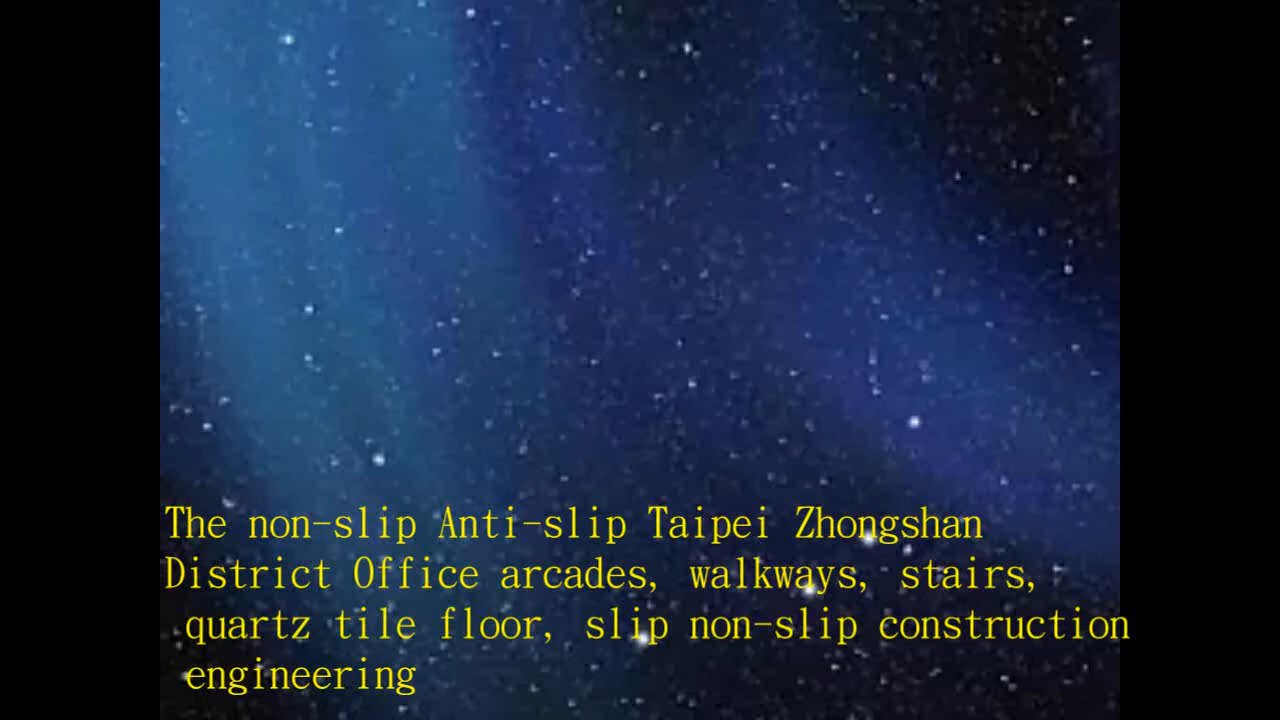 The non-slip Anti-slip Taipei Zhongshan
District Office arcades, walkways, stairs,
quartz tile floor, slip non-slip construction
engineering